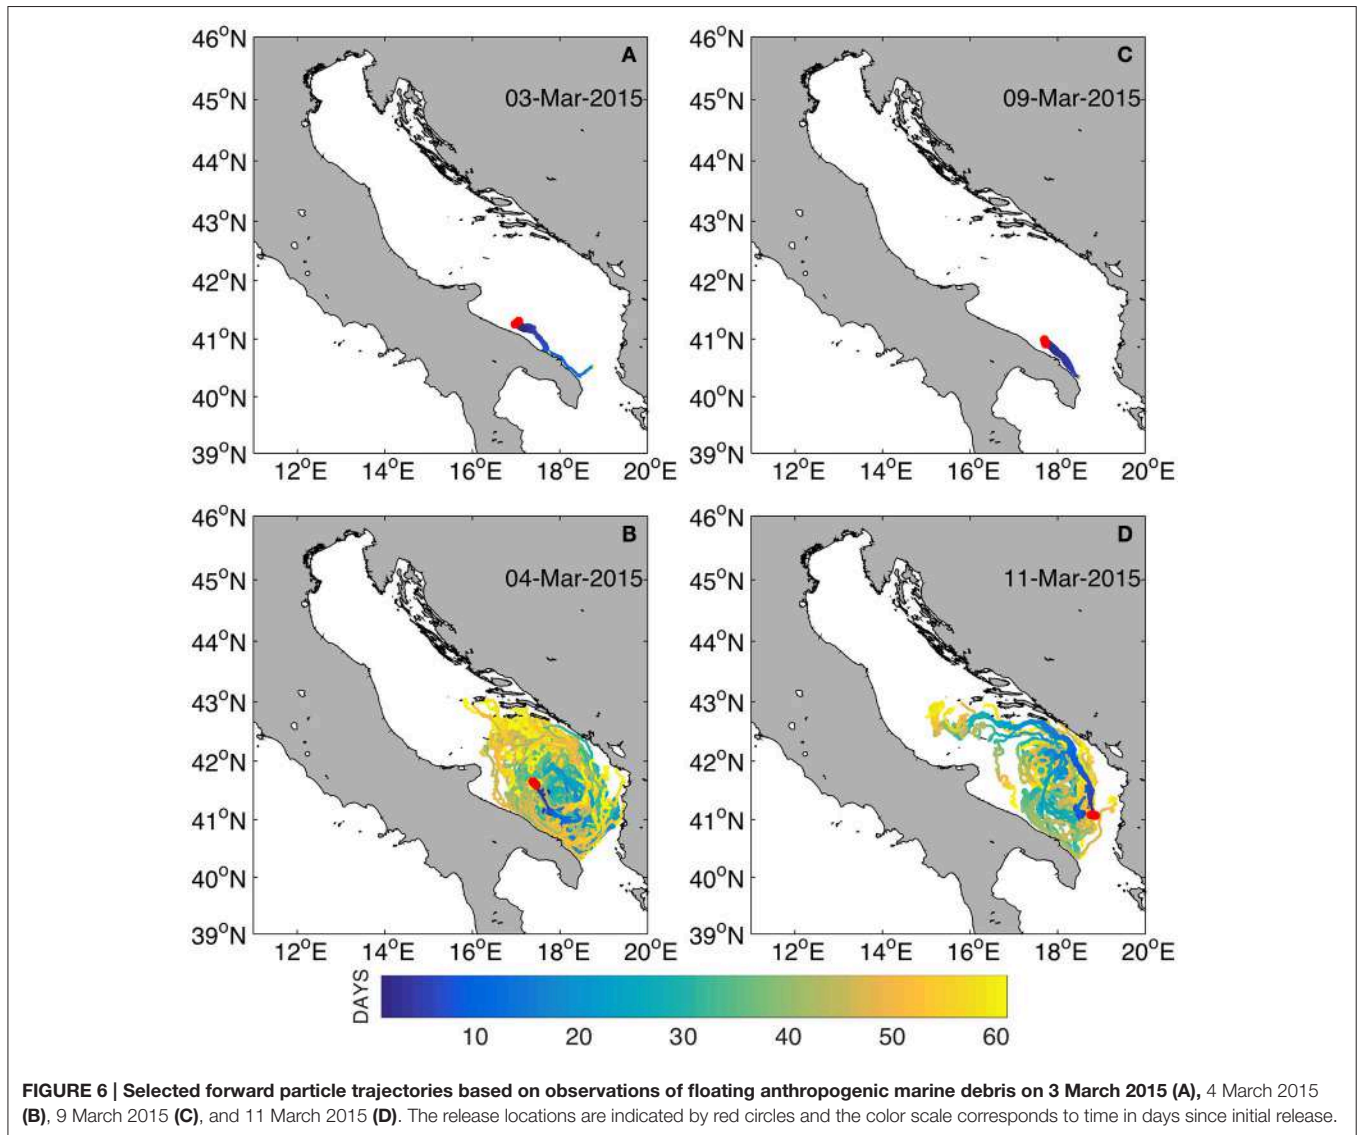 46°N
45°N
44°N
43°N
42°N
41°N
40°N
39°N
12°E 14°E 16°E 18°E 20°E
A
03-Mar-2015
46°N
45°N
44°N
43°N
42°N
41°N
40°N
39°N
12°E 14°E 16°E 18°E 20°E
C
09-Mar-2015
46°N
45°N
44°N
43°N
42°N
41°N
40°N
39°N
12°E 14°E 16°E 18°E 20°E
B
04-Mar-2015
46°N
45°N
44°N
43°N
42°N
41°N
40°N
39°N
12°E 14°E 16°E 18°E 20°E
D
11-Mar-2015
DAYS
10 20 30 40 50 60
FIGURE 6 | Selected forward particle trajectories based on observations of floating anthropogenic marine debris on 3 March 2015 (A), 4 March 2015
(B), 9 March 2015 (C), and 11 March 2015 (D). The release locations are indicated by red circles and the color scale corresponds to time in days since initial release.